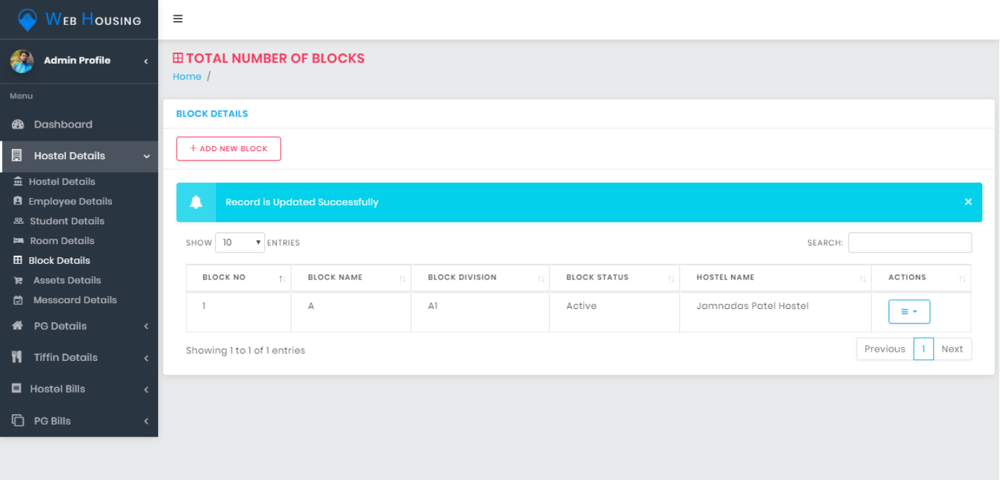 Web Housing
Admin Profile
Menu
Dashboard
Hostel Details
Hostel Details
Employee Details
Student Details
Room Details
Block Details
Assets Details
Messcard Details
PG Details
Tiffin Details
Hostel Bills
PG Bills
TOTAL NUMBER OF BLOCKS
Home /
BLOCK DETAILS
+ ADD NEW BLOCK
Record is Updated Successfully ×
SHOW 10 ENTRIES SEARCH:
BLOCK NO BLOCK NAME BLOCK DIVISION BLOCK STATUS HOSTEL NAME ACTIONS
1 A A1 Active Jamnadas Patel Hostel
Showing 1 to 1 of 1 entries Previous 1 Next